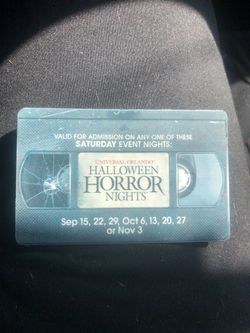 VALID FOR ADMISSION ON ANY ONE OF THESE
SATURDAY EVENT NIGHTS:
UNIVERSAL ORLANDO
HALLOWEEN
HORROR
NIGHTS
Sep 15, 22, 29, Oct 6, 13, 20, 27
or Nov 3